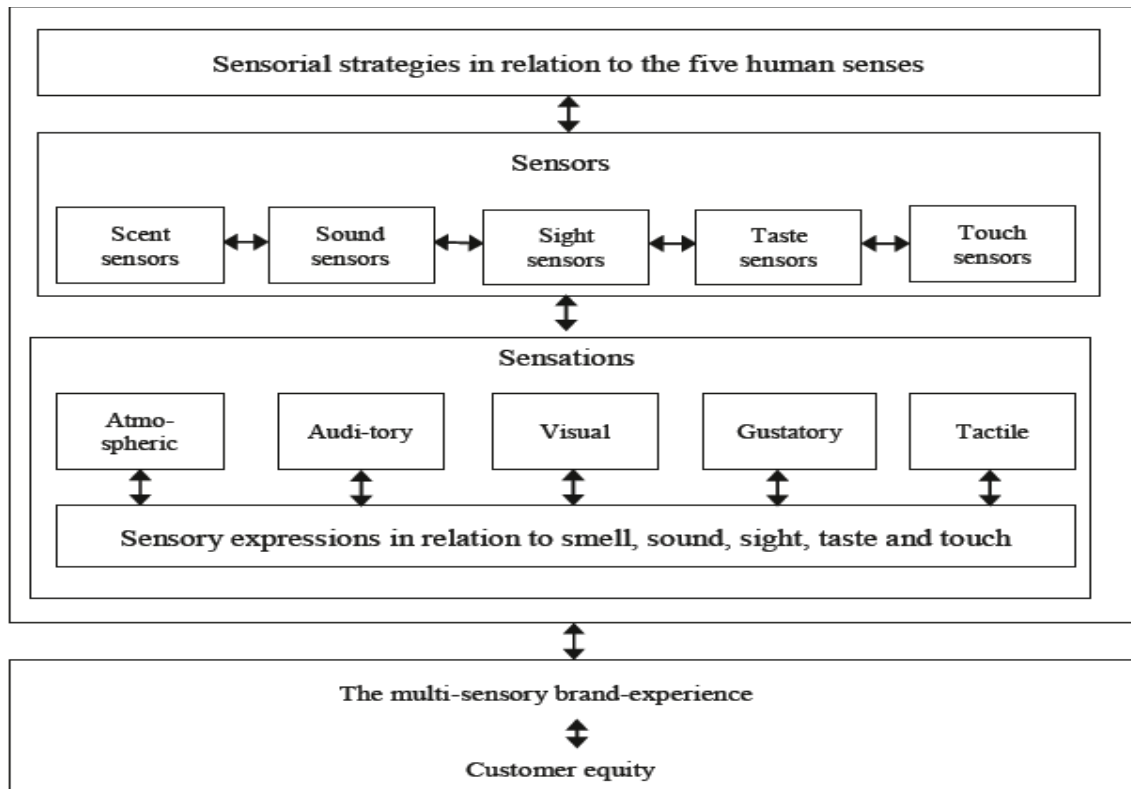 Sensorial strategies in relation to the five human senses
Sensors
Scent
sensors
Sound
sensors
Sight
sensors
Taste
sensors
Touch
sensors
Sensations
Atmo-
spheric
Audi-tory
Visual
Gustatory
Tactile
Sensory expressions in relation to smell, sound, sight, taste and touch
The multi-sensory brand-experience
Customer equity